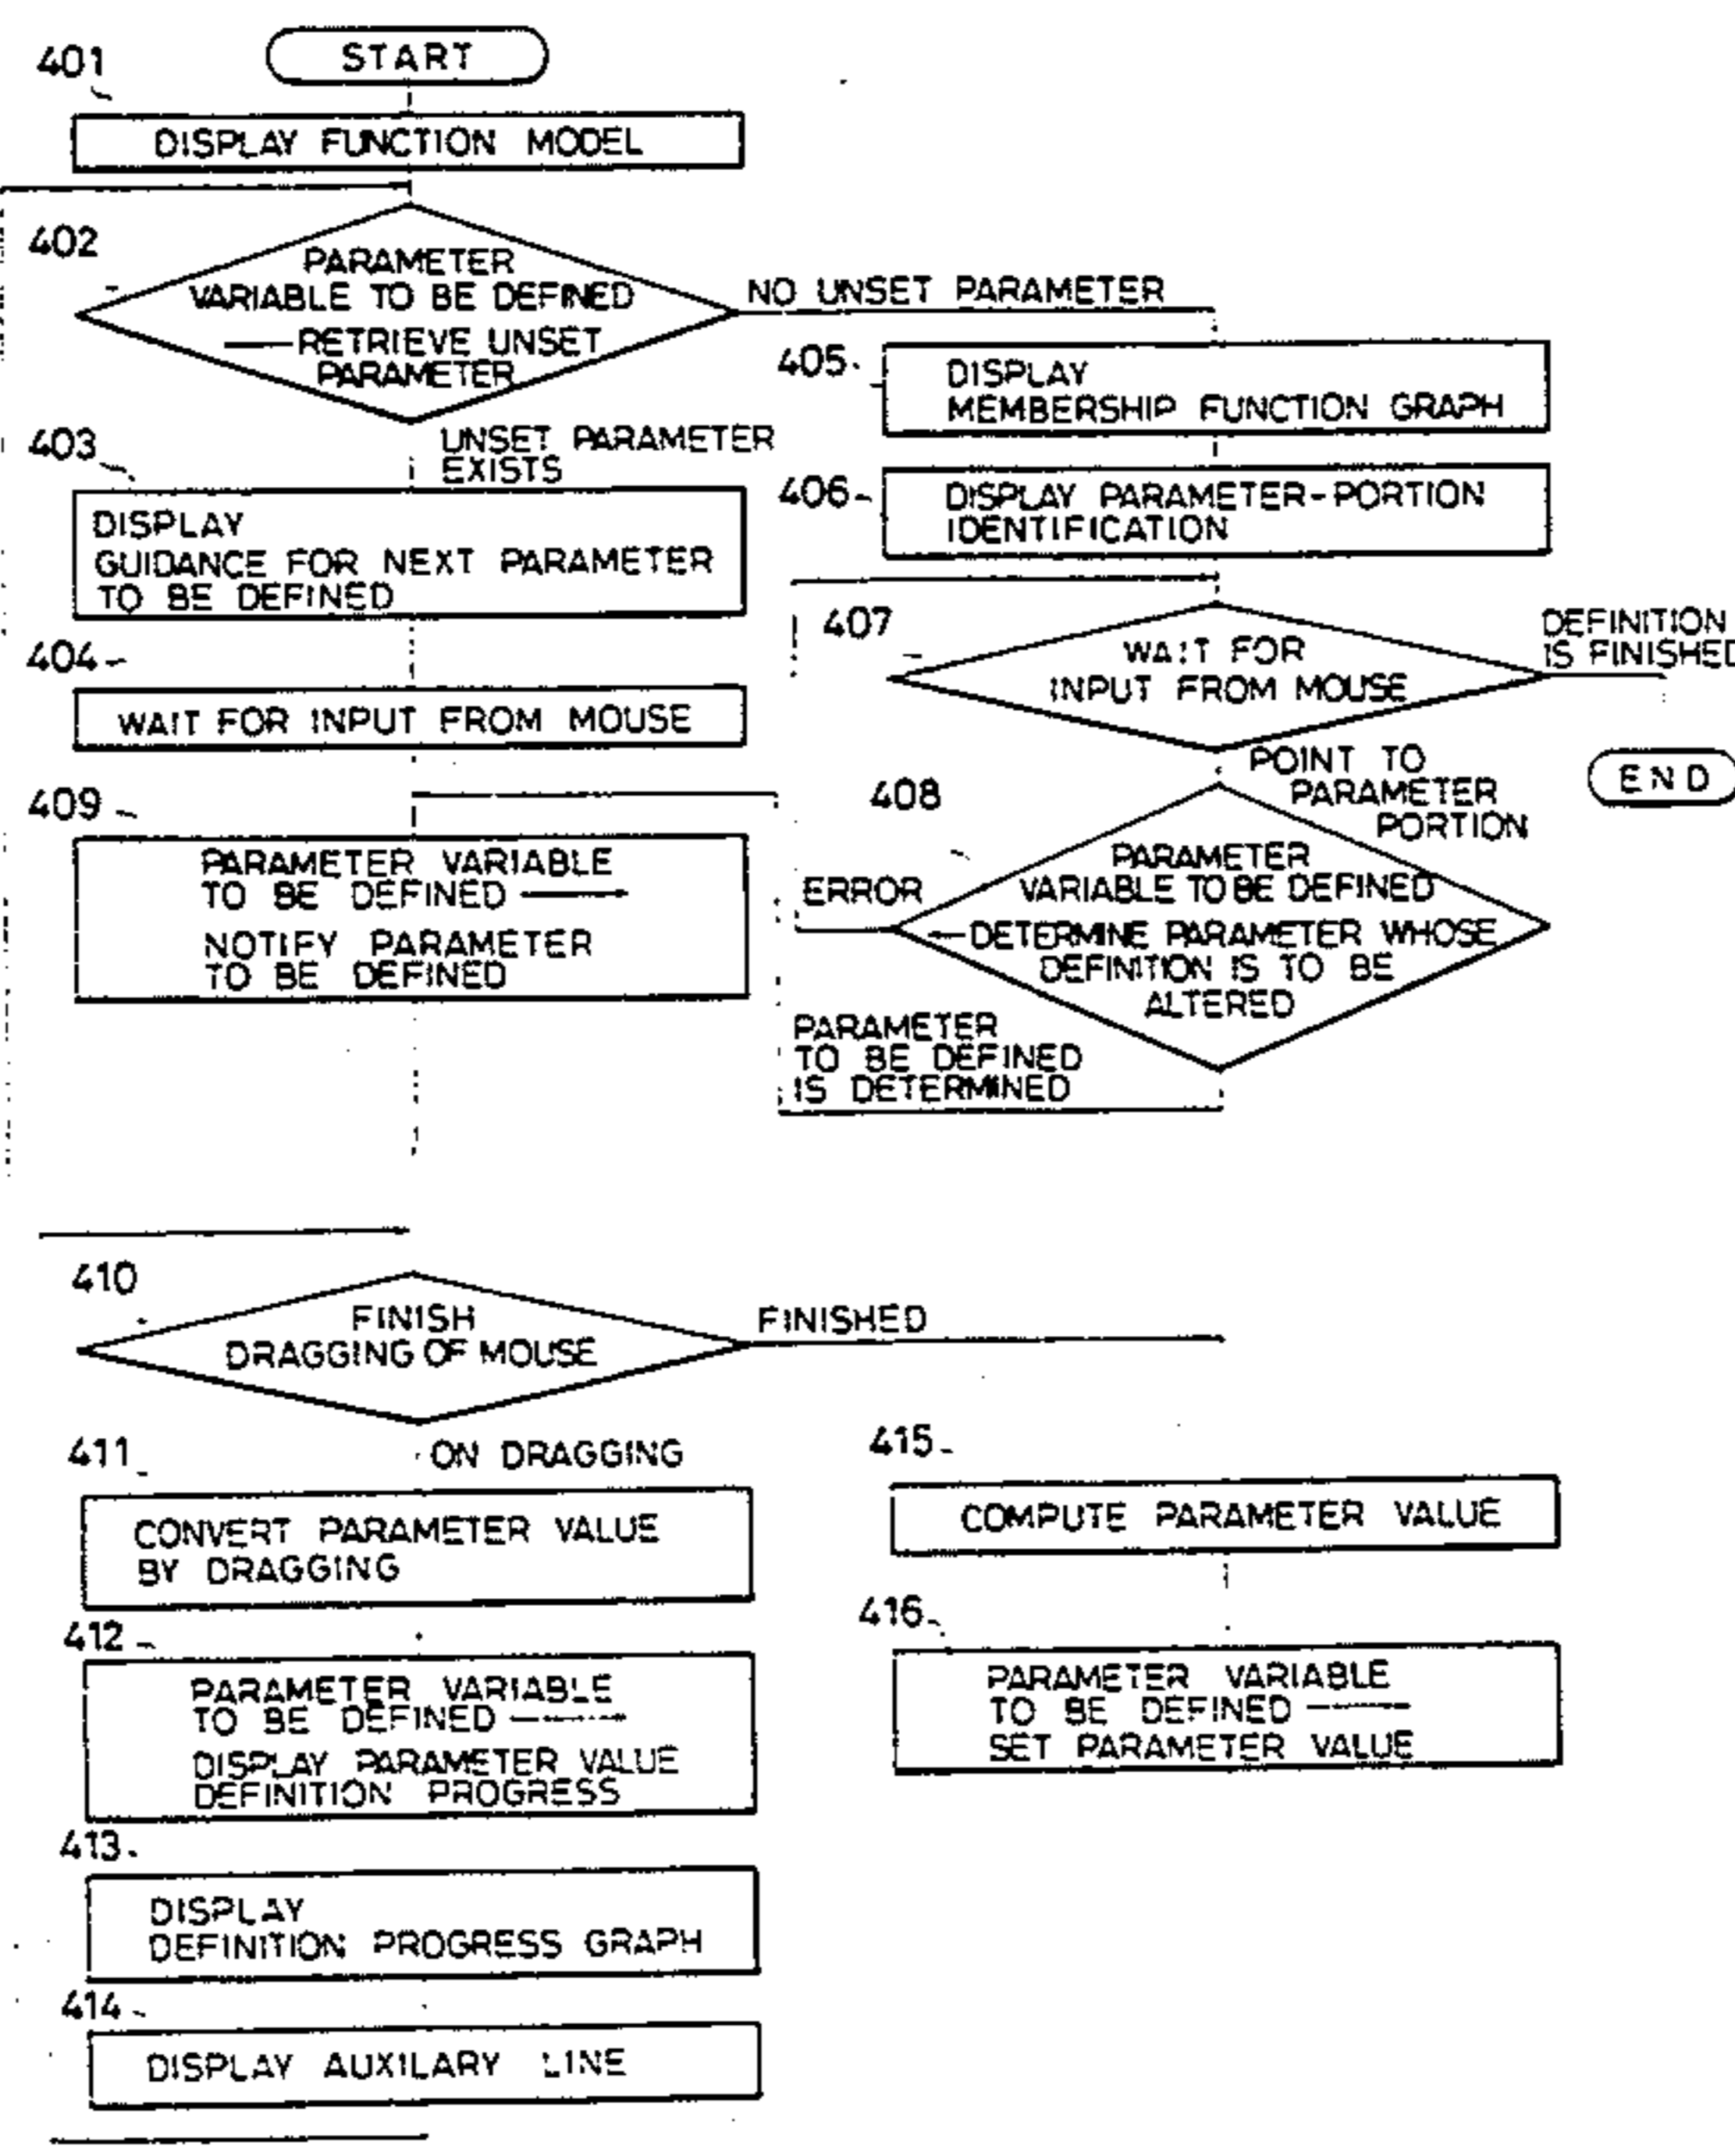 401
START
DISPLAY FUNCTION MODEL
402
PARAMETER
VARIABLE TO BE DEFINED
RETRIEVE UNSET
PARAMETER
NO UNSET PARAMETER
UNSET PARAMETER
EXISTS
403
DISPLAY
GUIDANCE FOR NEXT PARAMETER
TO BE DEFINED
404
WAIT FOR INPUT FROM MOUSE
405
DISPLAY
MEMBERSHIP FUNCTION GRAPH
406
DISPLAY PARAMETER-PORTION
IDENTIFICATION
407
WAIT FOR
INPUT FROM MOUSE
DEFINITION
IS FINISHED
END
POINT TO
PARAMETER
PORTION
408
PARAMETER
VARIABLE TO BE DEFINED
DETERMINE PARAMETER WHOSE
DEFINITION IS TO BE
ALTERED
ERROR
PARAMETER
TO BE DEFINED
IS DETERMINED
409
PARAMETER VARIABLE
TO BE DEFINED
NOTIFY PARAMETER
TO BE DEFINED
410
FINISH
DRAGGING OF MOUSE
FINISHED
ON DRAGGING
411
CONVERT PARAMETER VALUE
BY DRAGGING
412
PARAMETER VARIABLE
TO BE DEFINED
DISPLAY PARAMETER VALUE
DEFINITION PROGRESS
413
DISPLAY
DEFINITION PROGRESS GRAPH
414
DISPLAY AUXILARY LINE
415
COMPUTE PARAMETER VALUE
416
PARAMETER VARIABLE
TO BE DEFINED
SET PARAMETER VALUE